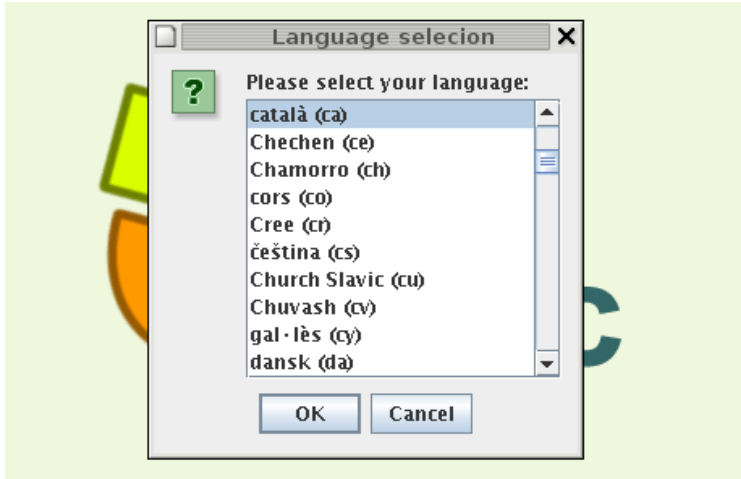 Language selecion
Please select your language:
català (ca)
Chechen (ce)
Chamorro (ch)
cors (co)
Cree (cr)
čeština (cs)
Church Slavic (cu)
Chuvash (cv)
gal·lès (cy)
dansk (da)
OK
Cancel